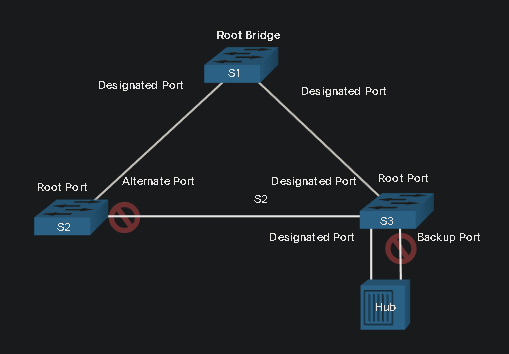 Root Bridge
S1
Designated Port
Designated Port
Root Port
Alternate Port
Designated Port
Root Port
S2
S2
S3
Designated Port
Backup Port
Hub